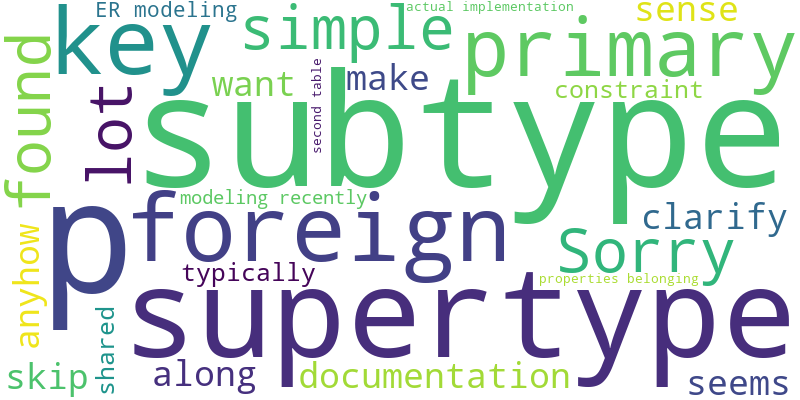 ER modeling
actual implementation
sense
key
simple
primary
found
lot
want
second table
make
constraint
subtype
modeling recently
p
foreign
clarify
Sorry
anyhow
typically
properties belonging
supertype
shared
skip
along
documentation
seems